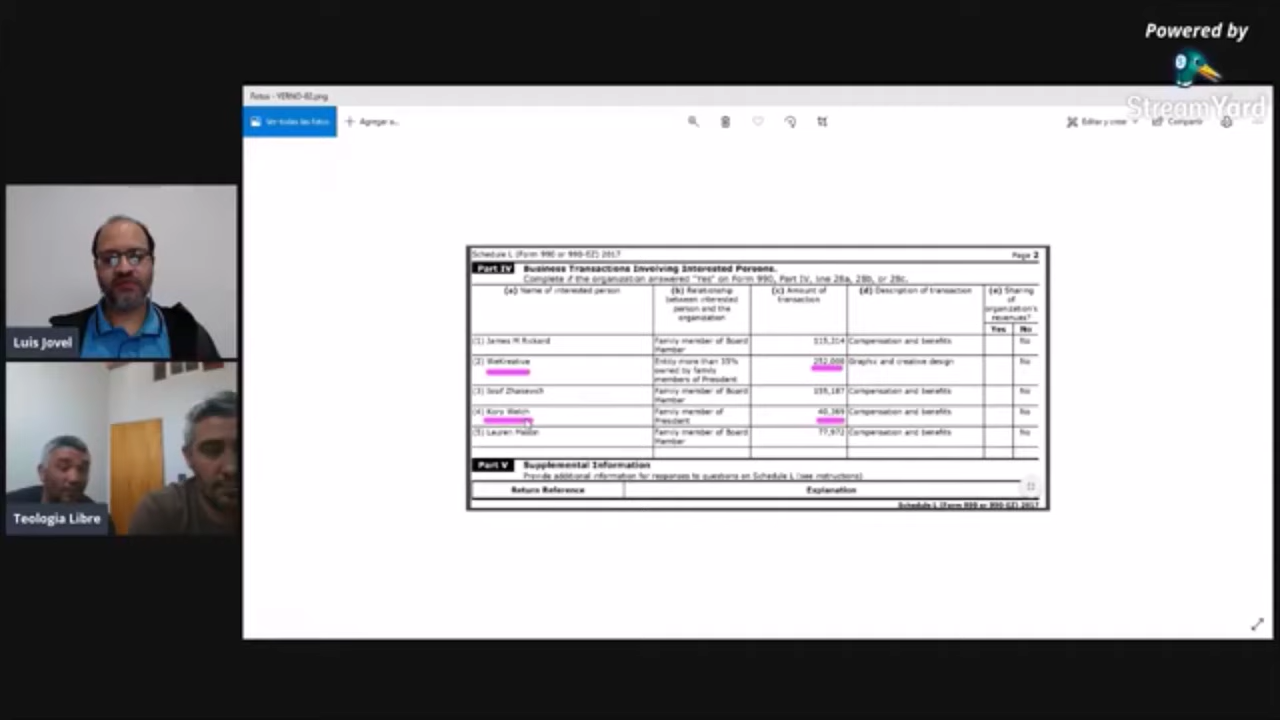 Powered by
StreamYard
Fotos - YERNO-02.png
Ver todas las fotos
Agregar a...
Editar y crear
Compartir
Luis Jovel
Teologia Libre
Schedule L (Form 990 or 990-EZ) 2017
Page 2
Part IV Business Transactions Involving Interested Persons.
Complete if the organization answered "Yes" on Form 990, Part IV, line 28a, 28b, or 28c.
(a) Name of interested person
(b) Relationship between interested person and the organization
(c) Amount of transaction
(d) Description of transaction
(e) Sharing of organization's revenues?
Yes No
(1) James M Rickard Family member of Board Member 115,314 Compensation and benefits No
(2) WeKreative Entity more than 35% owned by family members of President 252,000 Graphic and creative design No
(3) Zhasevich Family member of Board Member 155,187 Compensation and benefits No
(4) Kory Welch Family member of President 40,369 Compensation and benefits No
(5) Lauren Family member of Board Member 77,972 Compensation and benefits No
Part V Supplemental Information
Provide additional information for responses to questions on Schedule L (see instructions)
Return Reference Explanation
Schedule L (Form 990 or 990-EZ) 2017